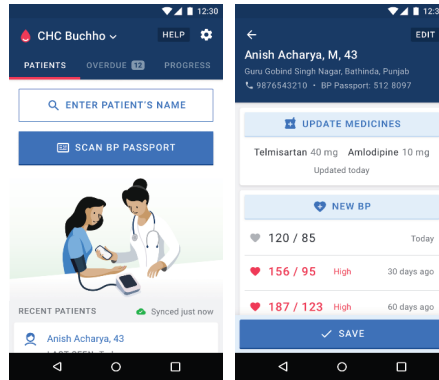 12:30
CHC Buchho
HELP
PATIENTS
OVERDUE 12
PROGRESS
ENTER PATIENT'S NAME
SCAN BP PASSPORT
RECENT PATIENTS
Synced just now
Anish Acharya, 43
12:30
EDIT
Anish Acharya, M, 43
Guru Gobind Singh Nagar, Bathinda, Punjab
9876543210 • BP Passport: 512 8097
UPDATE MEDICINES
Telmisartan 40 mg Amlodipine 10 mg
Updated today
NEW BP
120 / 85 Today
156 / 95 High 30 days ago
187 / 123 High 60 days ago
SAVE